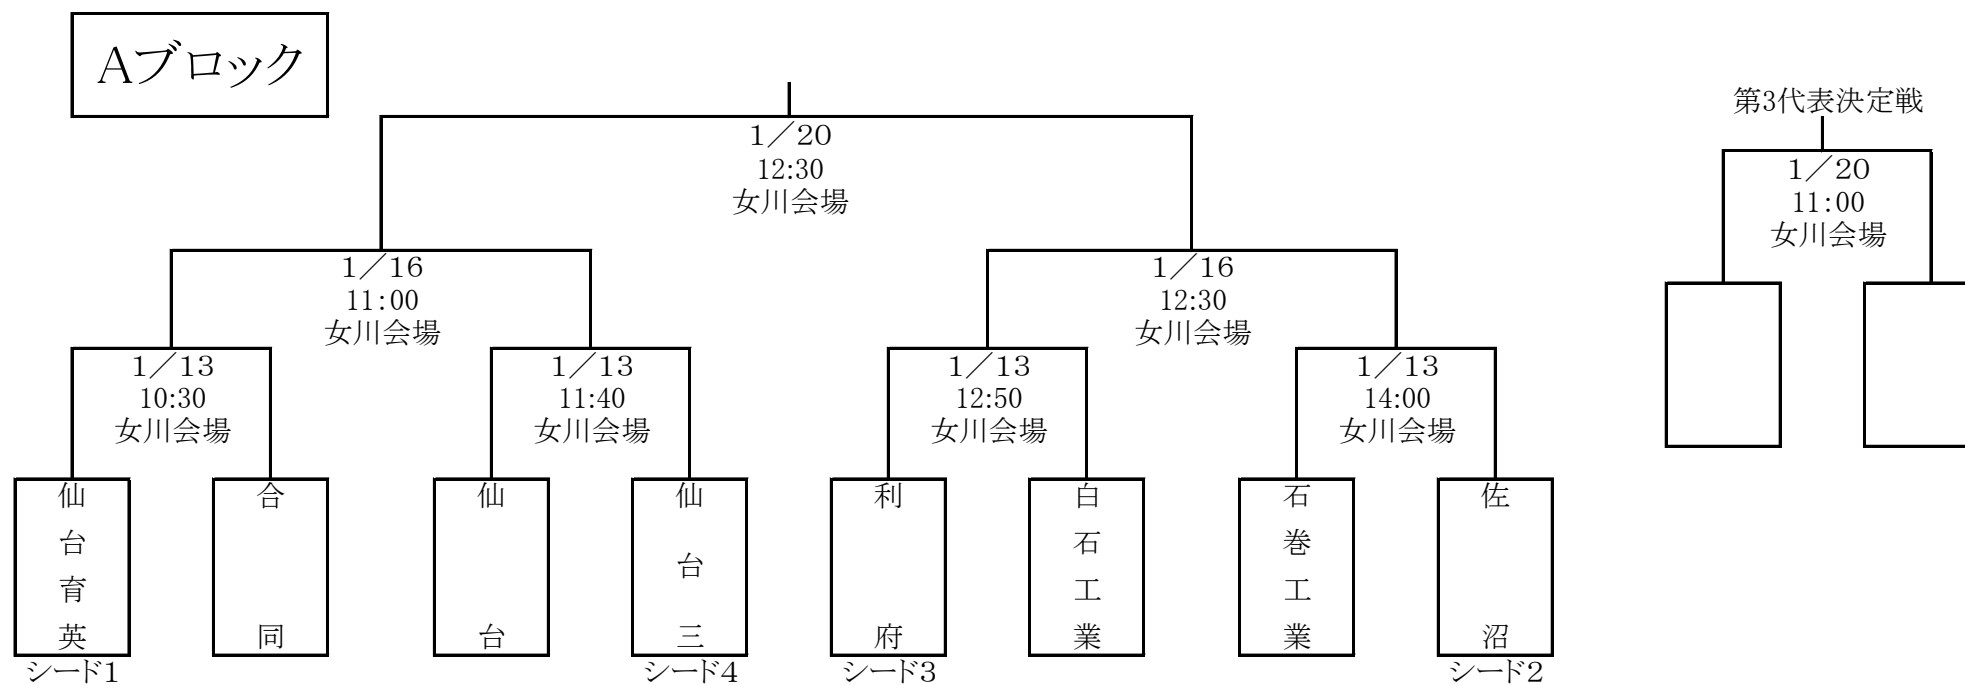 Aブロック
第3代表決定戦
1／20
12:30
女川会場
1／20
11:00
女川会場
1／16
11:00
女川会場
1／16
12:30
女川会場
1／13
10:30
女川会場
1／13
11:40
女川会場
1／13
12:50
女川会場
1／13
14:00
女川会場
仙台育英
合同
仙台
仙台三
利府
白石工業
石巻工業
佐沼
シード1
シード4
シード3
シード2